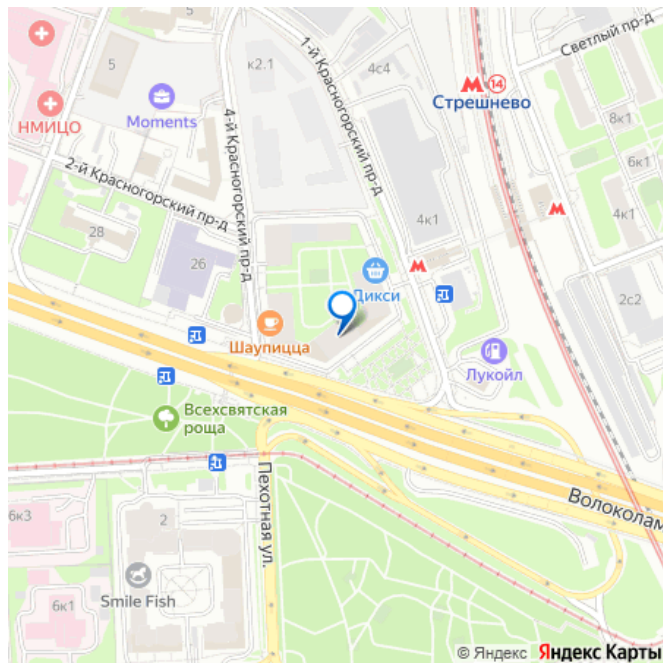 1-й Красногорский пр-д
Светлый пр-д
к2.1
4с4
5
14
Стрешнево
НМИЦО
Moments
4-й Красногорский пр-д
8к1
6к1
2-й Красногорский пр-д
28
26
4к1
4к1
Дикси
2с2
Шаупицца
Лукойл
Всехсвятская
роща
Пехотная ул.
Волоколам
6к3
2
Smile Fish
6к1
© Яндекс Яндекс Карты